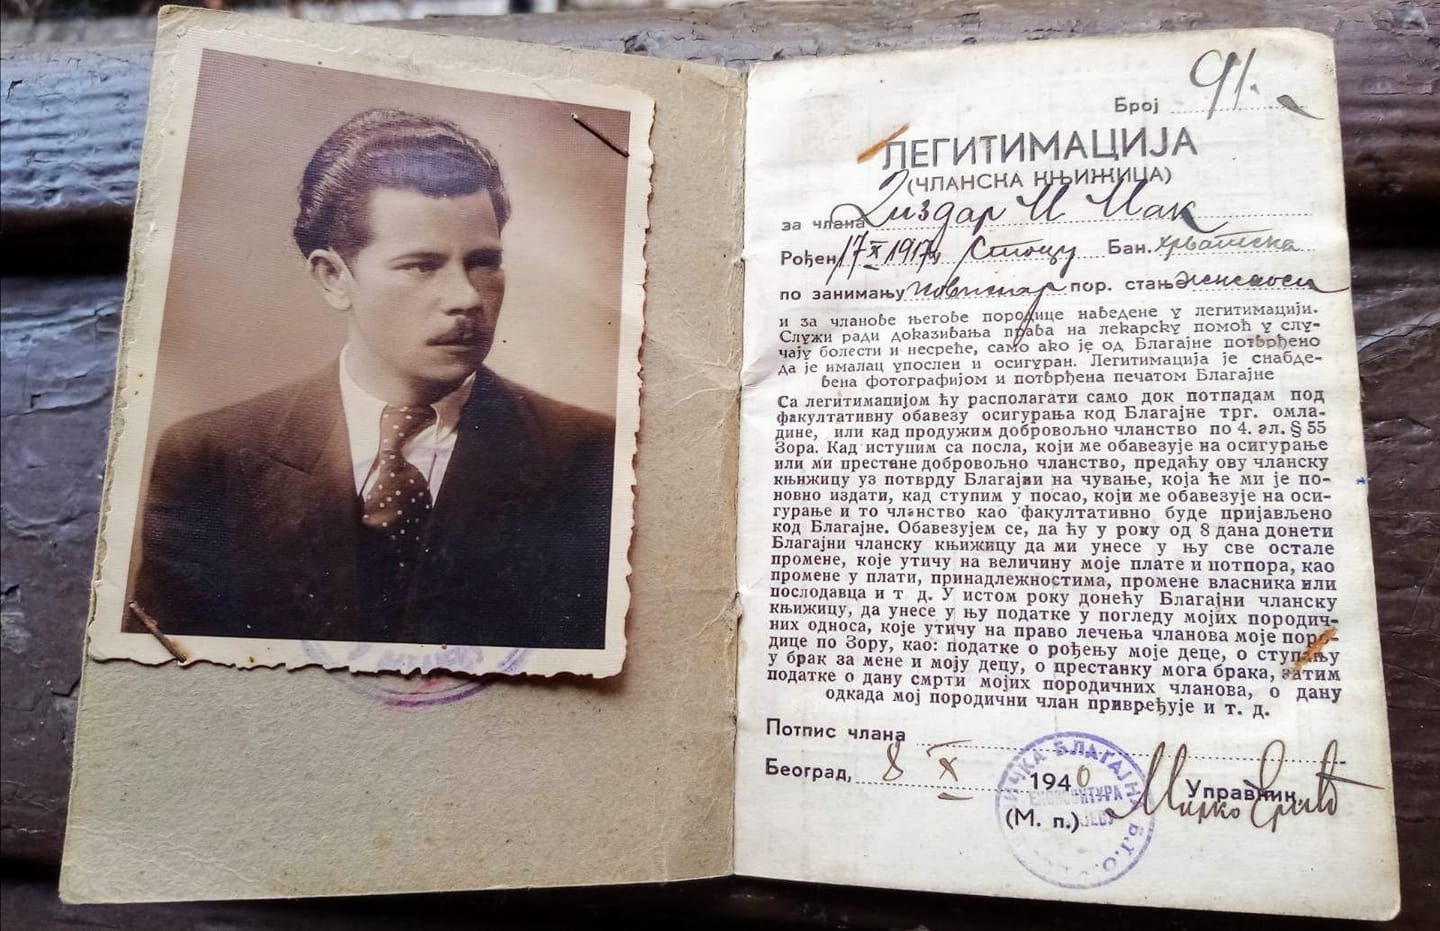 Број 91.
ЛЕГИТИМАЦИЈА
(ЧЛАНСКА КЊИЖИЦА)
за члана Диздар И Мак
Рођен 17 X 1917 Стоцу Бан. Хрватска
по занимању новинар пор. стање
и за чланове његове породице наведене у легитимацији.
Служи ради доказивања права на лекарску помоћ у слу-
чају болести и несреће, само ако је од Благајне потврђено
да је ималац упослен и осигуран. Легитимација је снабде-
вена фотографијом и потврђена печатом Благајне
Са легитимацијом ћу располагати само док потпадам под
факултативну обавезу осигурања код Благајне трг. омла-
дине, или кад продужим добровољно чланство по 4. ал. § 55
Зора. Кад иступим са посла, који ме обавезује на осигурање
или ми престане добровољно чланство, предаћу ову чланску
књижицу уз потврду Благајни на чување, која ће ми је по-
ново издати, кад ступим у посао, који ме обавезује на оси-
гурање и то чланство као факултативно буде пријављено
код Благајне. Обавезујем се, да ћу у року од 8 дана донети
Благајни чланску књижицу да ми унесе у њу све остале
промене, које утичу на величину моје плате и потпора, као
промене у плати, принадлежностима, промене власника или
послодавца и т д. У истом року донећу Благајни чланску
књижицу, да унесе у њу податке у погледу мојих породич-
них односа, које утичу на право лечења чланова моје поро-
дице по Зору, као: податке о рођењу моје деце, о ступању
у брак за мене и моју децу, о престанку мога брака, затим
податке о дану смрти мојих породичних чланова, о дану
одкада мој породични члан привређује и т. д.
Потпис члана
Београд, 8 X 1940
(М. п.) Управник,
Мирко
БЛАГАЈНА Б.Т.О.